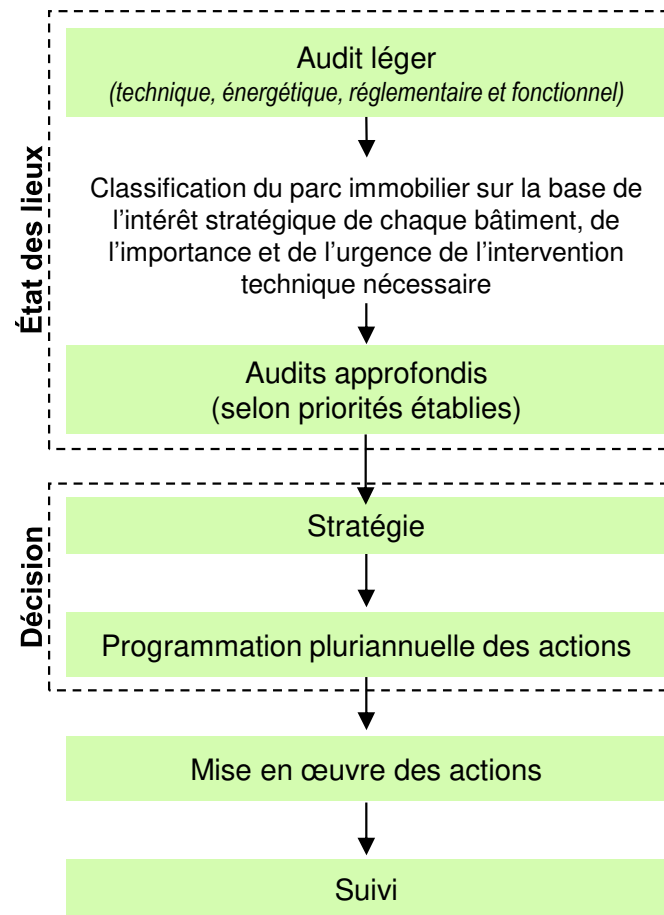 État des lieux
Audit léger
(technique, énergétique, réglementaire et fonctionnel)
Classification du parc immobilier sur la base de
l'intérêt stratégique de chaque bâtiment, de
l'importance et de l'urgence de l'intervention
technique nécessaire
Audits approfondis
(selon priorités établies)
Décision
Stratégie
Programmation pluriannuelle des actions
Mise en œuvre des actions
Suivi